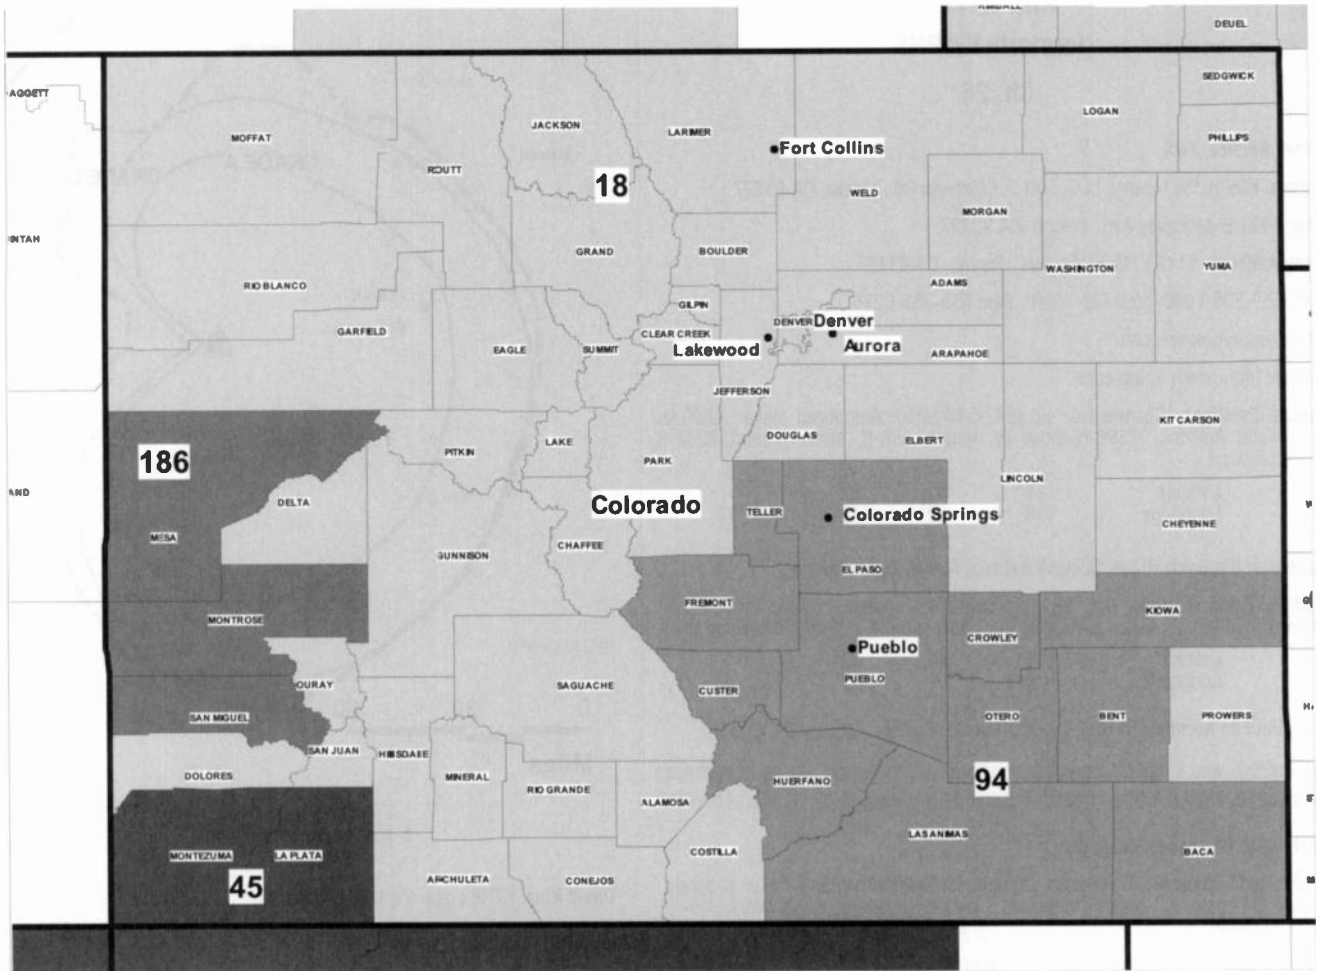 DEUEL
SEDGWICK
AGGETT
LOGAN
JACKSON
LARIMER
MOFFAT
PHILLIPS
Fort Collins
ROUTT
18
WELD
MORGAN
INTAH
GRAND
BOULDER
WASHINGTON
YUMA
RIO BLANCO
ADAMS
GILPIN
DENVER
Denver
GARFIELD
CLEAR CREEK
EAGLE
SUMMIT
Lakewood
Aurora
ARAPAHOE
JEFFERSON
KIT CARSON
DOUGLAS
ELBERT
LAKE
PITKIN
PARK
186
LINCOLN
DELTA
Colorado
TELLER
Colorado Springs
CHEYENNE
MESA
CHAFFEE
GUNNISON
EL PASO
FREMONT
KIOWA
MONTROSE
CROWLEY
Pueblo
PUEBLO
OURAY
SAGUACHE
CUSTER
SAN MIGUEL
OTERO
BENT
PROWERS
SAN JUAN
HINSDALE
DOLORES
MINERAL
RIO GRANDE
HUERFANO
94
ALAMOSA
LAS ANIMAS
COSTILLA
BACA
MONTEZUMA
LA PLATA
45
ARCHULETA
CONEJOS